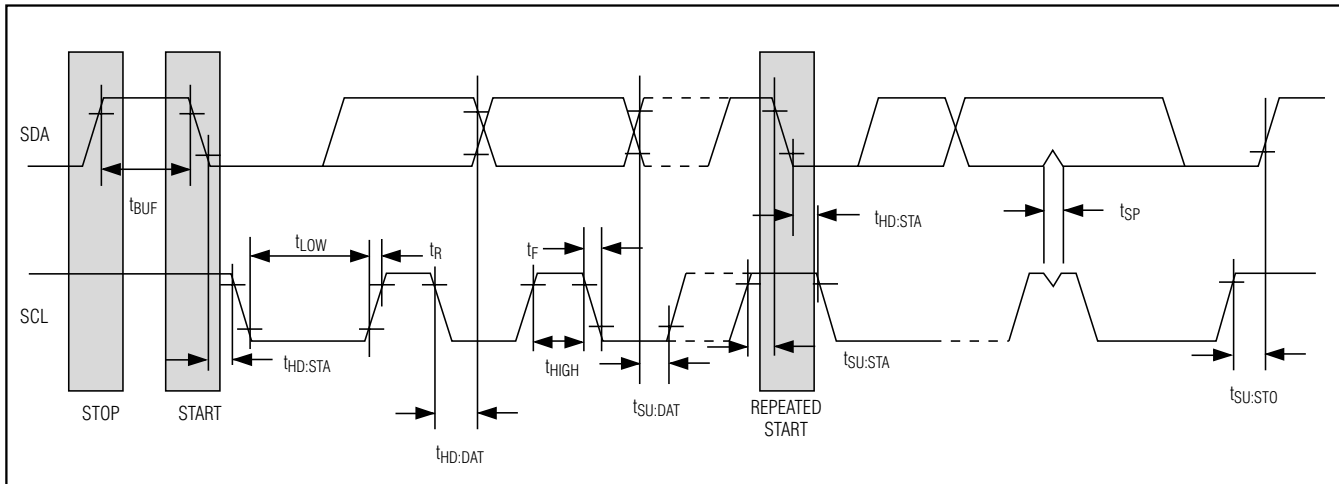 SDA
tBUF
tLOW
tR
tF
tHD:STA
tSP
SCL
tHD:STA
tHIGH
tSU:DAT
tSU:STA
tSU:STO
STOP
START
REPEATED
START
tHD:DAT